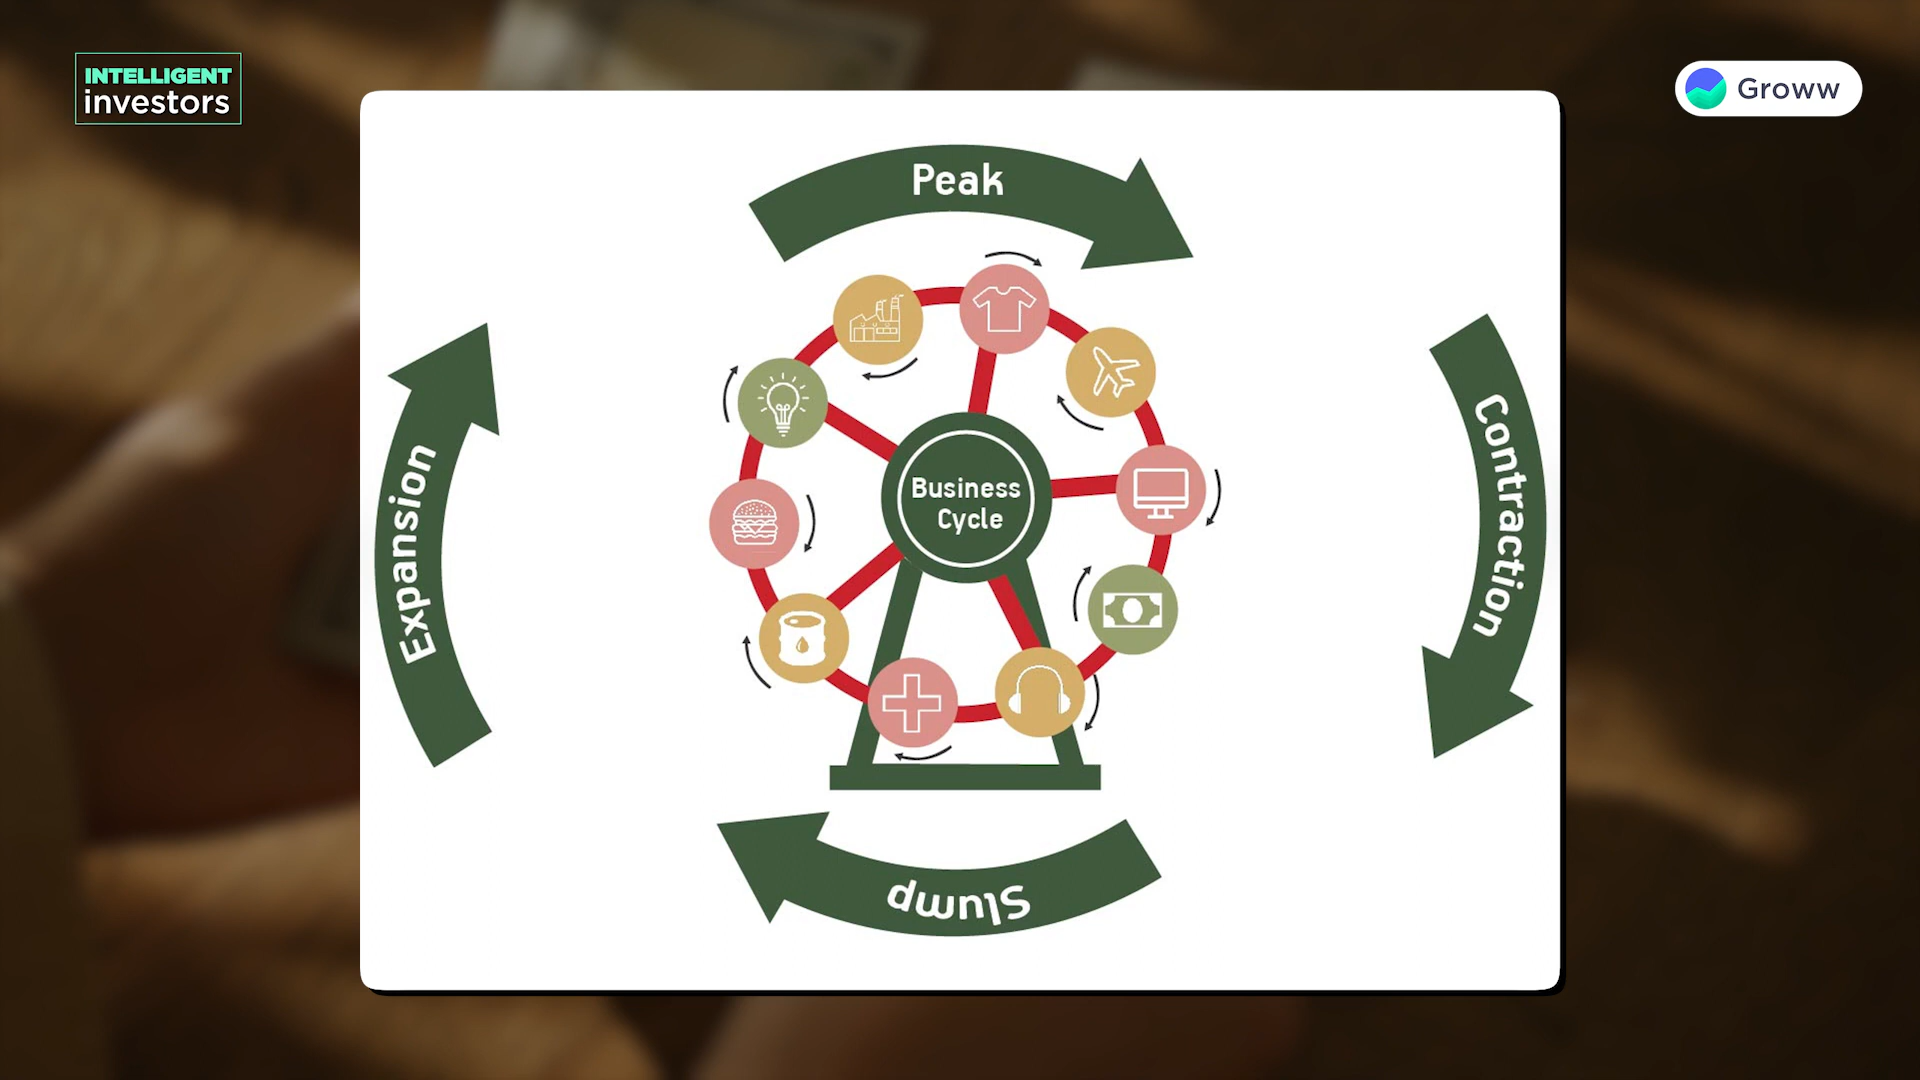 INTELLIGENT
investors
Groww
Peak
Expansion
Business
Cycle
Contraction
Slump